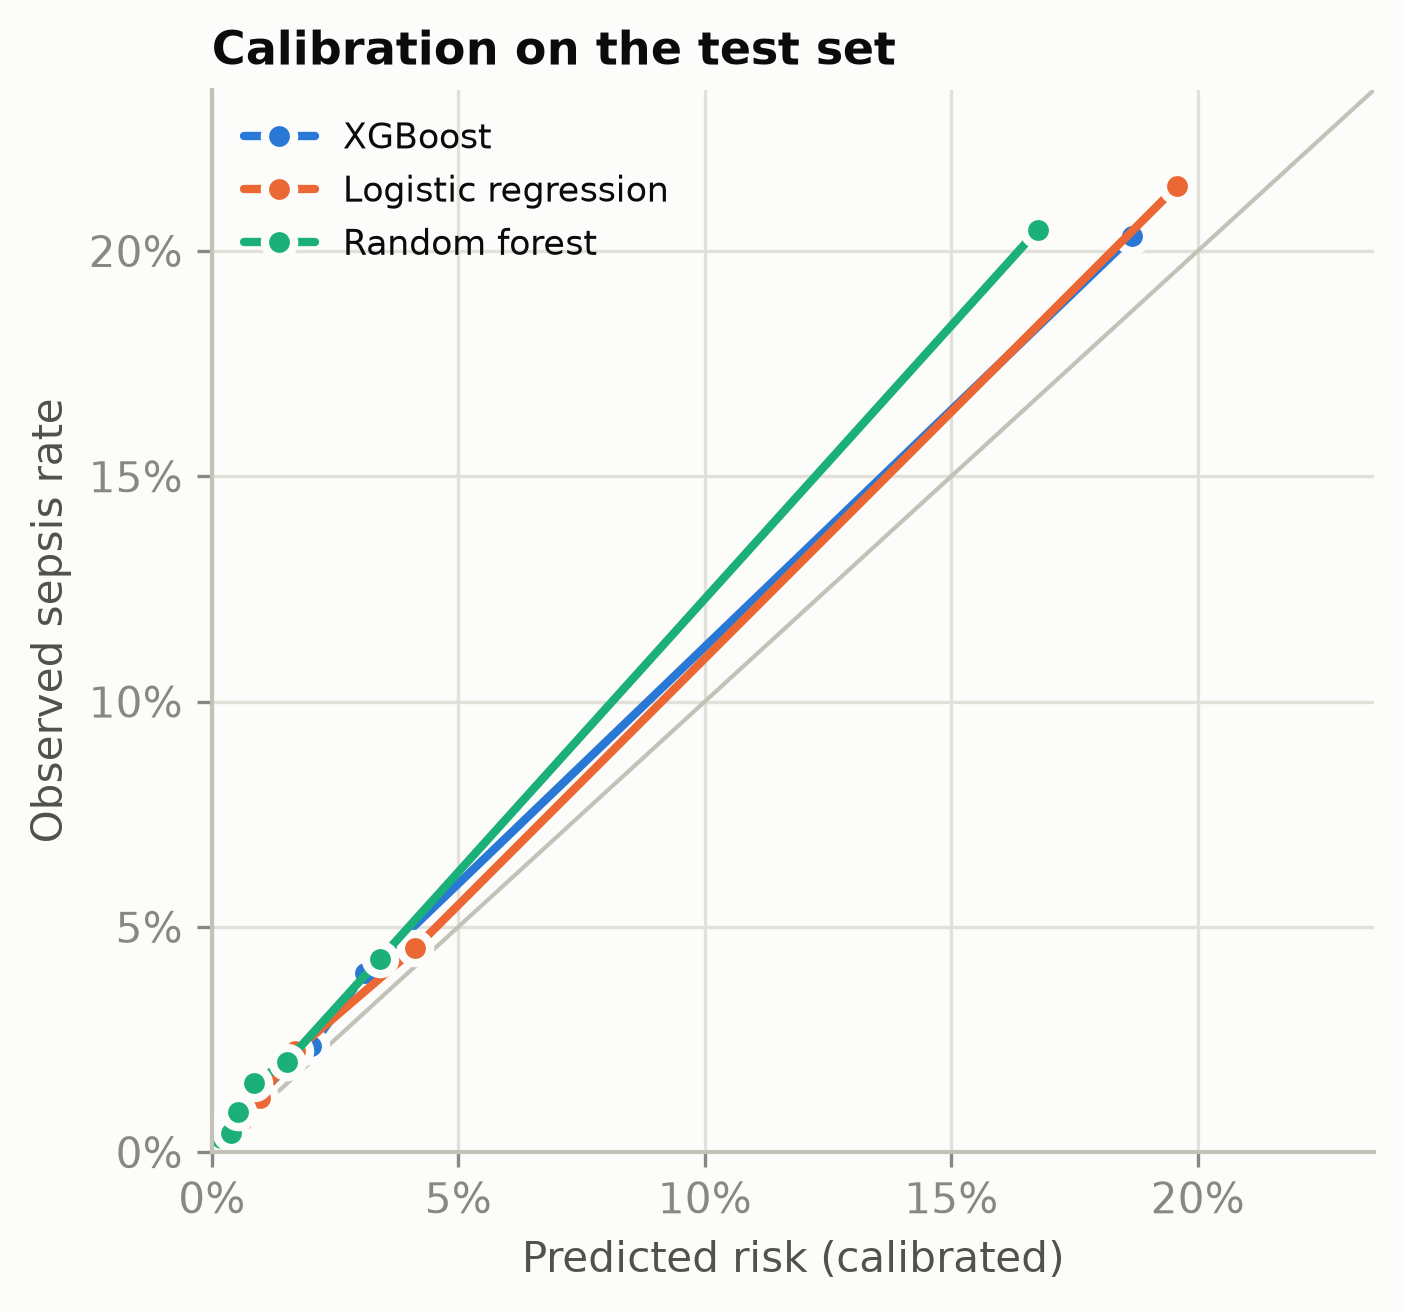 Calibration on the test set
XGBoost
Logistic regression
Random forest
20%
15%
10%
5%
0%
0%
5%
10%
15%
20%
Observed sepsis rate
Predicted risk (calibrated)